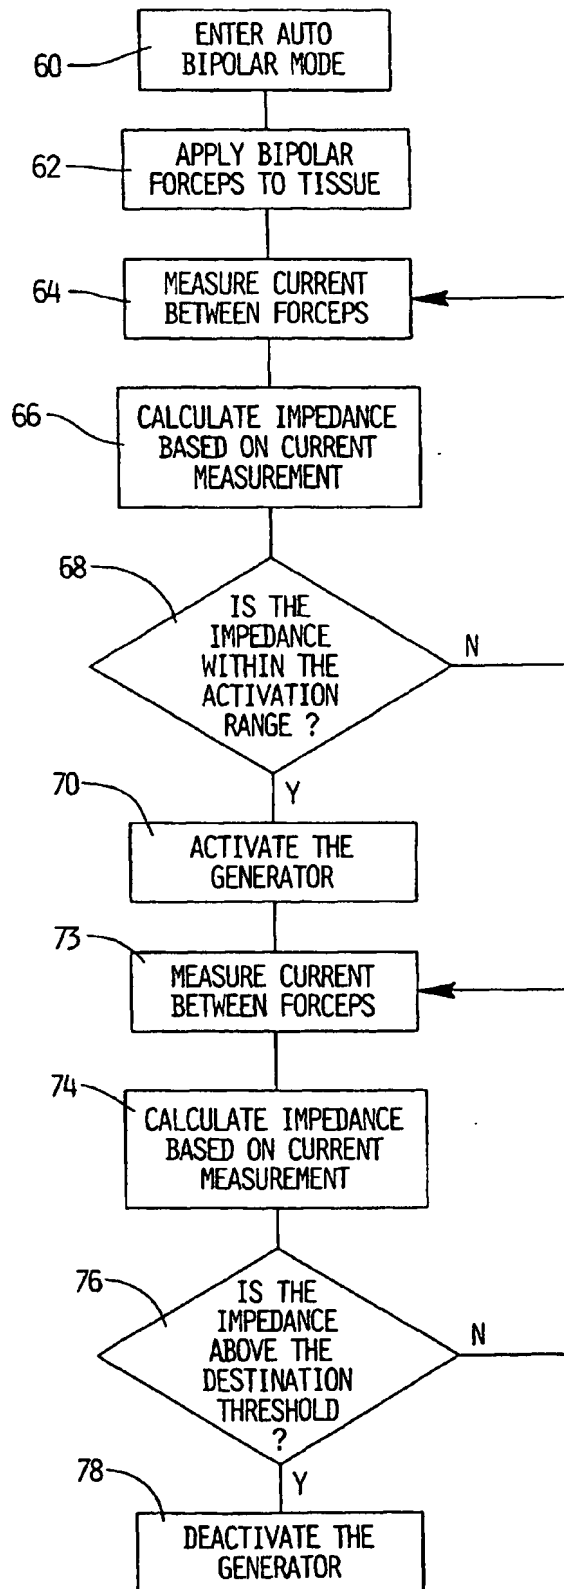 60
ENTER AUTO
BIPOLAR MODE
62
APPLY BIPOLAR
FORCEPS TO TISSUE
64
MEASURE CURRENT
BETWEEN FORCEPS
66
CALCULATE IMPEDANCE
BASED ON CURRENT
MEASUREMENT
68
IS THE
IMPEDANCE
WITHIN THE
ACTIVATION
RANGE ?
N
Y
70
ACTIVATE THE
GENERATOR
73
MEASURE CURRENT
BETWEEN FORCEPS
74
CALCULATE IMPEDANCE
BASED ON CURRENT
MEASUREMENT
76
IS THE
IMPEDANCE
ABOVE THE
DESTINATION
THRESHOLD
?
N
Y
78
DEACTIVATE THE
GENERATOR